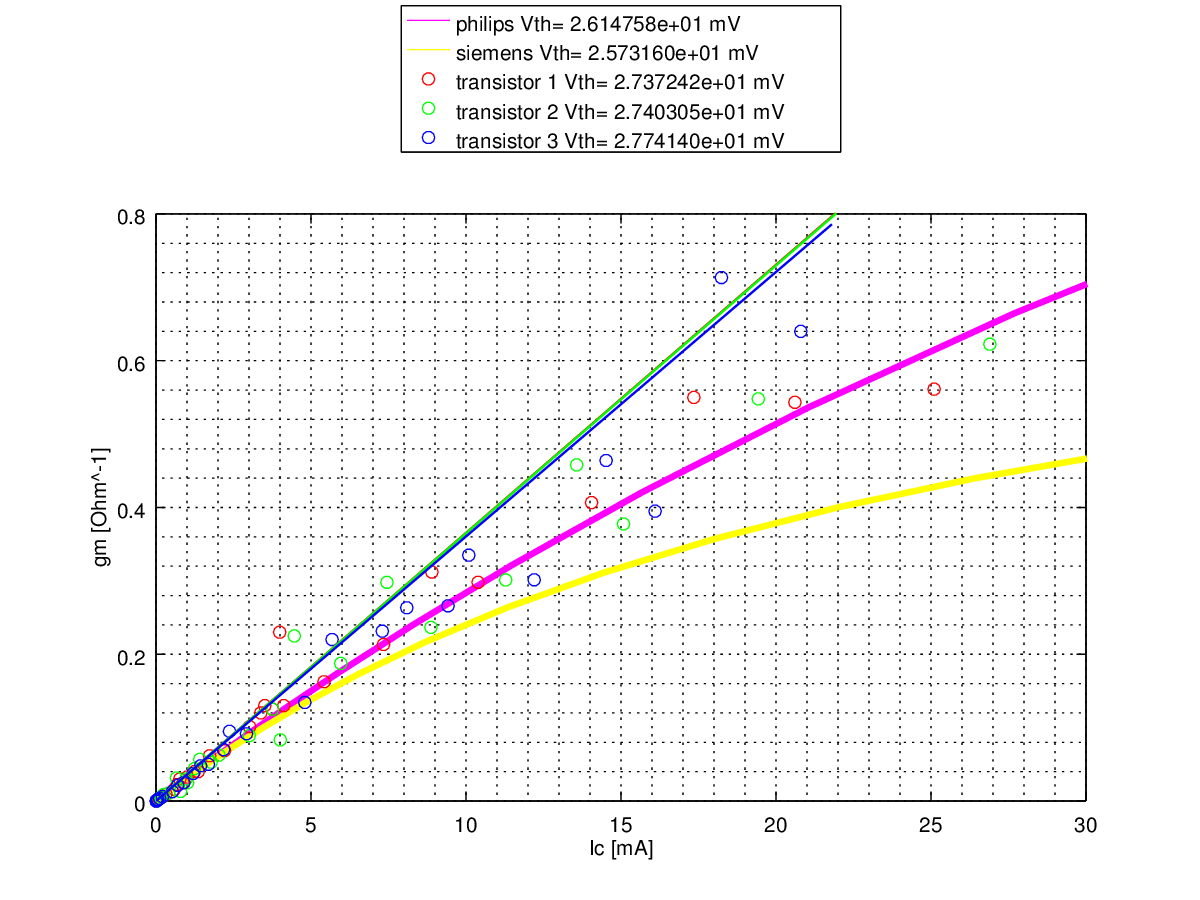 philips Vth= 2.614758e+01 mV
siemens Vth= 2.573160e+01 mV
transistor 1 Vth= 2.737242e+01 mV
transistor 2 Vth= 2.740305e+01 mV
transistor 3 Vth= 2.774140e+01 mV
0.8
0.6
0.4
0.2
0
gm [Ohm^-1]
0 5 10 15 20 25 30
Ic [mA]